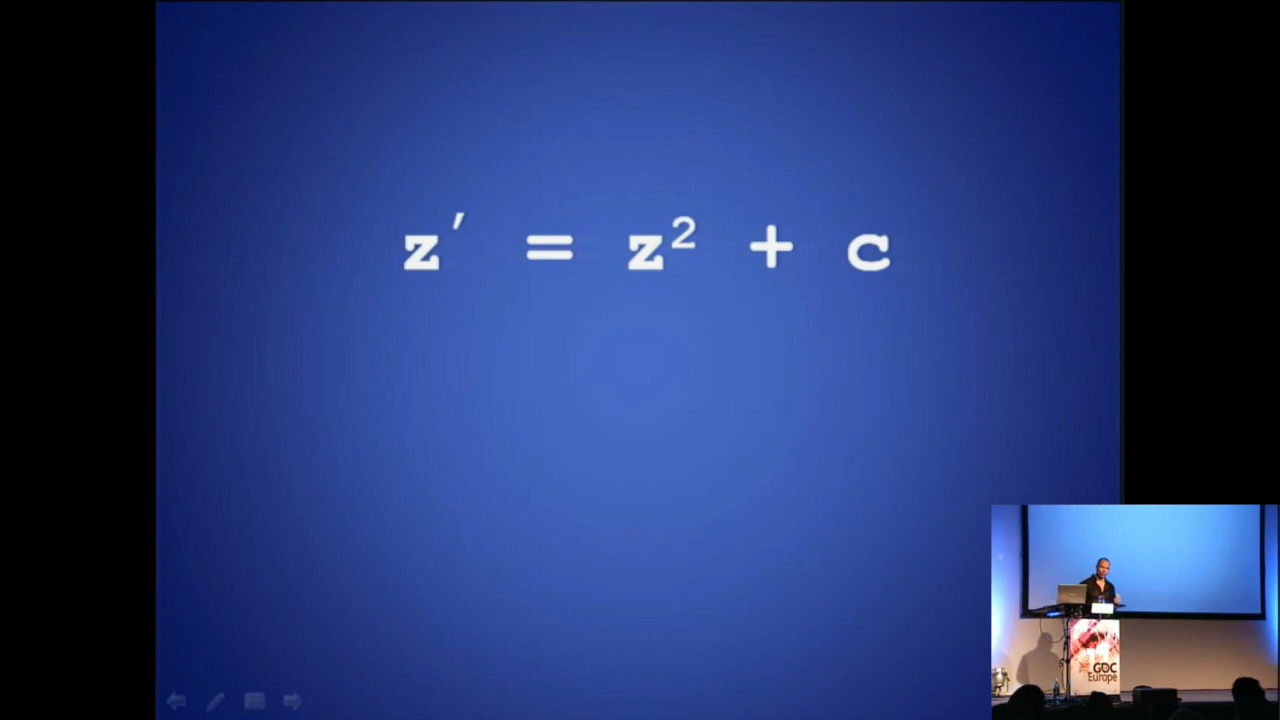 z′ = z² + c
GDC
Europe